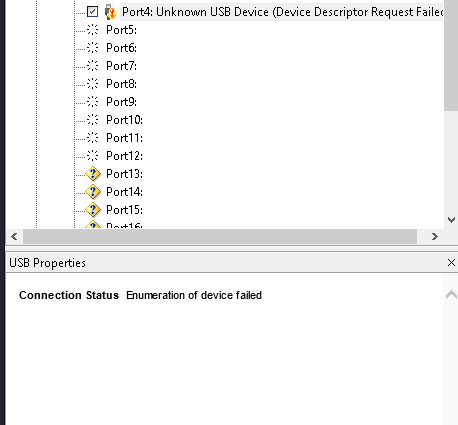 Port4: Unknown USB Device (Device Descriptor Request Failed
Port5:
Port6:
Port7:
Port8:
Port9:
Port10:
Port11:
Port12:
Port13:
Port14:
Port15:
Port16:
USB Properties
Connection Status Enumeration of device failed